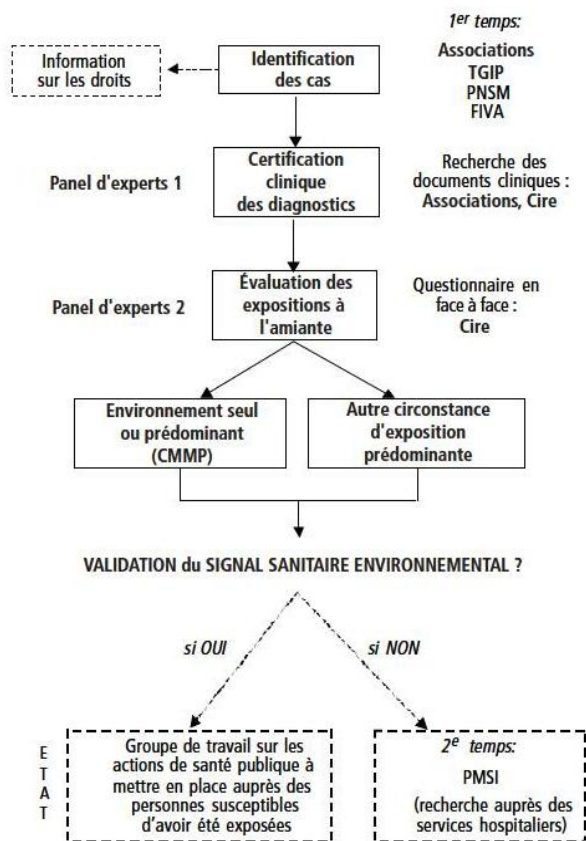 1er temps:
Information
sur les droits
Identification
des cas
Associations
TGIP
PNSM
FIVA
Panel d'experts 1
Certification
clinique
des diagnostics
Recherche des
documents cliniques :
Associations, Cire
Panel d'experts 2
Évaluation des
expositions à
l'amiante
Questionnaire en
face à face :
Cire
Environnement seul
ou prédominant
(CMMP)
Autre circonstance
d'exposition
prédominante
VALIDATION du SIGNAL SANITAIRE ENVIRONNEMENTAL ?
si OUI
si NON
E
T
A
T
Groupe de travail sur les
actions de santé publique à
mettre en place auprès des
personnes susceptibles
d'avoir été exposées
2e temps:
PMSI
(recherche auprès des
services hospitaliers)